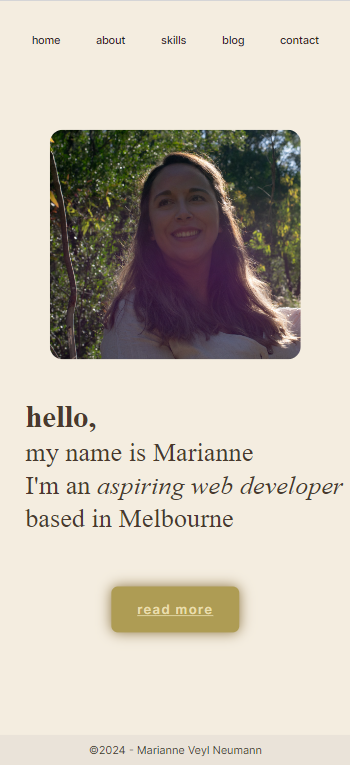 home about skills blog contact
hello,
my name is Marianne
I'm an aspiring web developer
based in Melbourne
read more
©2024 - Marianne Veyl Neumann